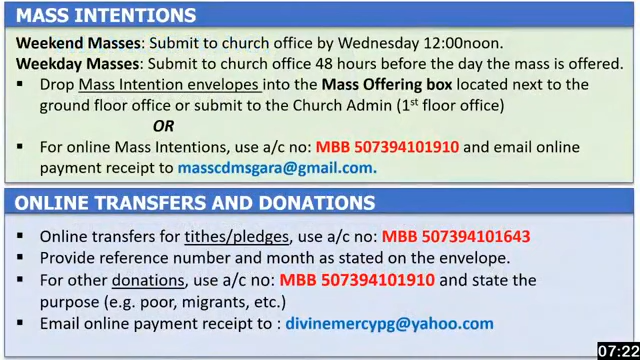 MASS INTENTIONS
Weekend Masses: Submit to church office by Wednesday 12:00noon.
Weekday Masses: Submit to church office 48 hours before the day the mass is offered.
▪ Drop Mass Intention envelopes into the Mass Offering box located next to the
ground floor office or submit to the Church Admin (1st floor office)
OR
▪ For online Mass Intentions, use a/c no: MBB 507394101910 and email online
payment receipt to masscdmsgara@gmail.com.
ONLINE TRANSFERS AND DONATIONS
▪ Online transfers for tithes/pledges, use a/c no: MBB 507394101643
▪ Provide reference number and month as stated on the envelope.
▪ For other donations, use a/c no: MBB 507394101910 and state the
purpose (e.g. poor, migrants, etc.)
▪ Email online payment receipt to : divinemercypg@yahoo.com
07:22